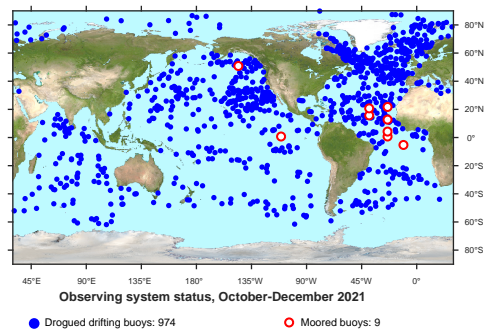 80°N
60°N
40°N
20°N
0°
20°S
40°S
60°S
80°S
45°E 90°E 135°E 180° 135°W 90°W 45°W 0°
Observing system status, October-December 2021
Drogued drifting buoys: 974 Moored buoys: 9